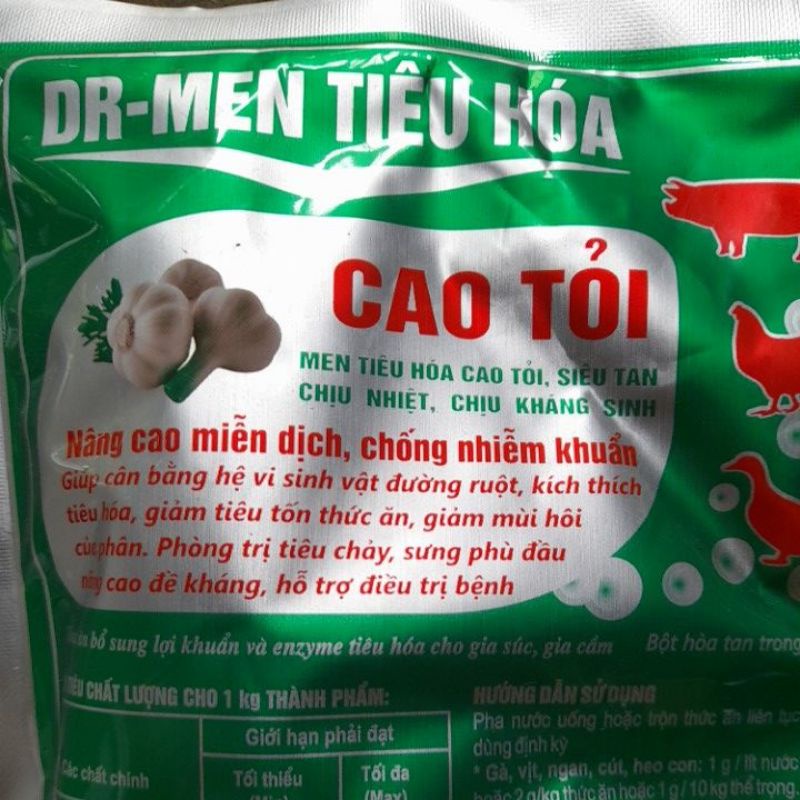 DR-MEN TIÊU HÓA
CAO TỎI
MEN TIÊU HÓA CAO TỎI, SIÊU TAN
CHỊU NHIỆT, CHỊU KHÁNG SINH
Nâng cao miễn dịch, chống nhiễm khuẩn
Giúp cân bằng hệ vi sinh vật đường ruột, kích thích
tiêu hóa, giảm tiêu tốn thức ăn, giảm mùi hôi
của phân. Phòng trị tiêu chảy, sưng phù đầu
nâng cao đề kháng, hỗ trợ điều trị bệnh
bổ sung lợi khuẩn và enzyme tiêu hóa cho gia súc, gia cầm
Bột hòa tan trong
CHẤT LƯỢNG CHO 1 kg THÀNH PHẨM:
Giới hạn phải đạt
Các chất chính
Tối thiểu
Tối đa
(Max)
HƯỚNG DẪN SỬ DỤNG
Pha nước uống hoặc trộn thức ăn liên tục
dùng định kỳ
* Gà, vịt, ngan, cút, heo con: 1 g / lít nước
hoặc 2 g/kg thức ăn hoặc 1 g / 10 kg thể trọng.